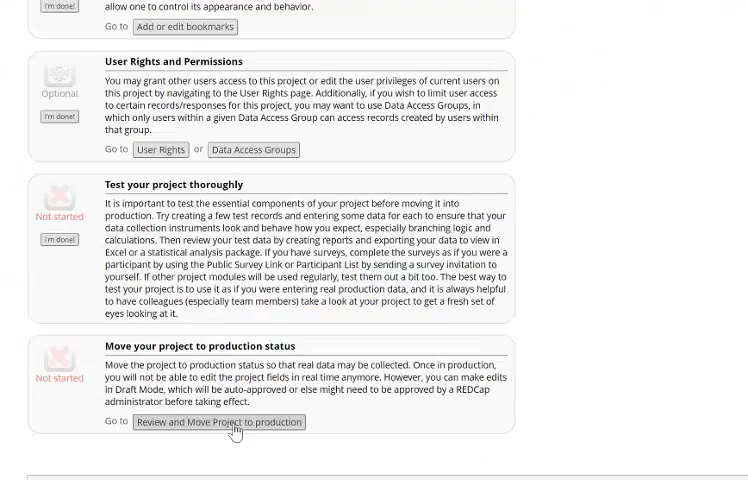 I'm done!
allow one to control its appearance and behavior.
Go to Add or edit bookmarks
User Rights and Permissions
Optional
I'm done!
You may grant other users access to this project or edit the user privileges of current users on
this project by navigating to the User Rights page. Additionally, if you wish to limit user access
to certain records/responses for this project, you may want to use Data Access Groups, in
which only users within a given Data Access Group can access records created by users within
that group.
Go to User Rights or Data Access Groups
Test your project thoroughly
Not started
I'm done!
It is important to test the essential components of your project before moving it into
production. Try creating a few test records and entering some data for each to ensure that your
data collection instruments look and behave how you expect, especially branching logic and
calculations. Then review your test data by creating reports and exporting your data to view in
Excel or a statistical analysis package. If you have surveys, complete the surveys as if you were a
participant by using the Public Survey Link or Participant List by sending a survey invitation to
yourself. If other project modules will be used regularly, test them out a bit too. The best way to
test your project is to use it as if you were entering real production data, and it is always helpful
to have colleagues (especially team members) take a look at your project to get a fresh set of
eyes looking at it.
Move your project to production status
Not started
Move the project to production status so that real data may be collected. Once in production,
you will not be able to edit the project fields in real time anymore. However, you can make edits
in Draft Mode, which will be auto-approved or else might need to be approved by a REDCap
administrator before taking effect.
Go to Review and Move Project to production